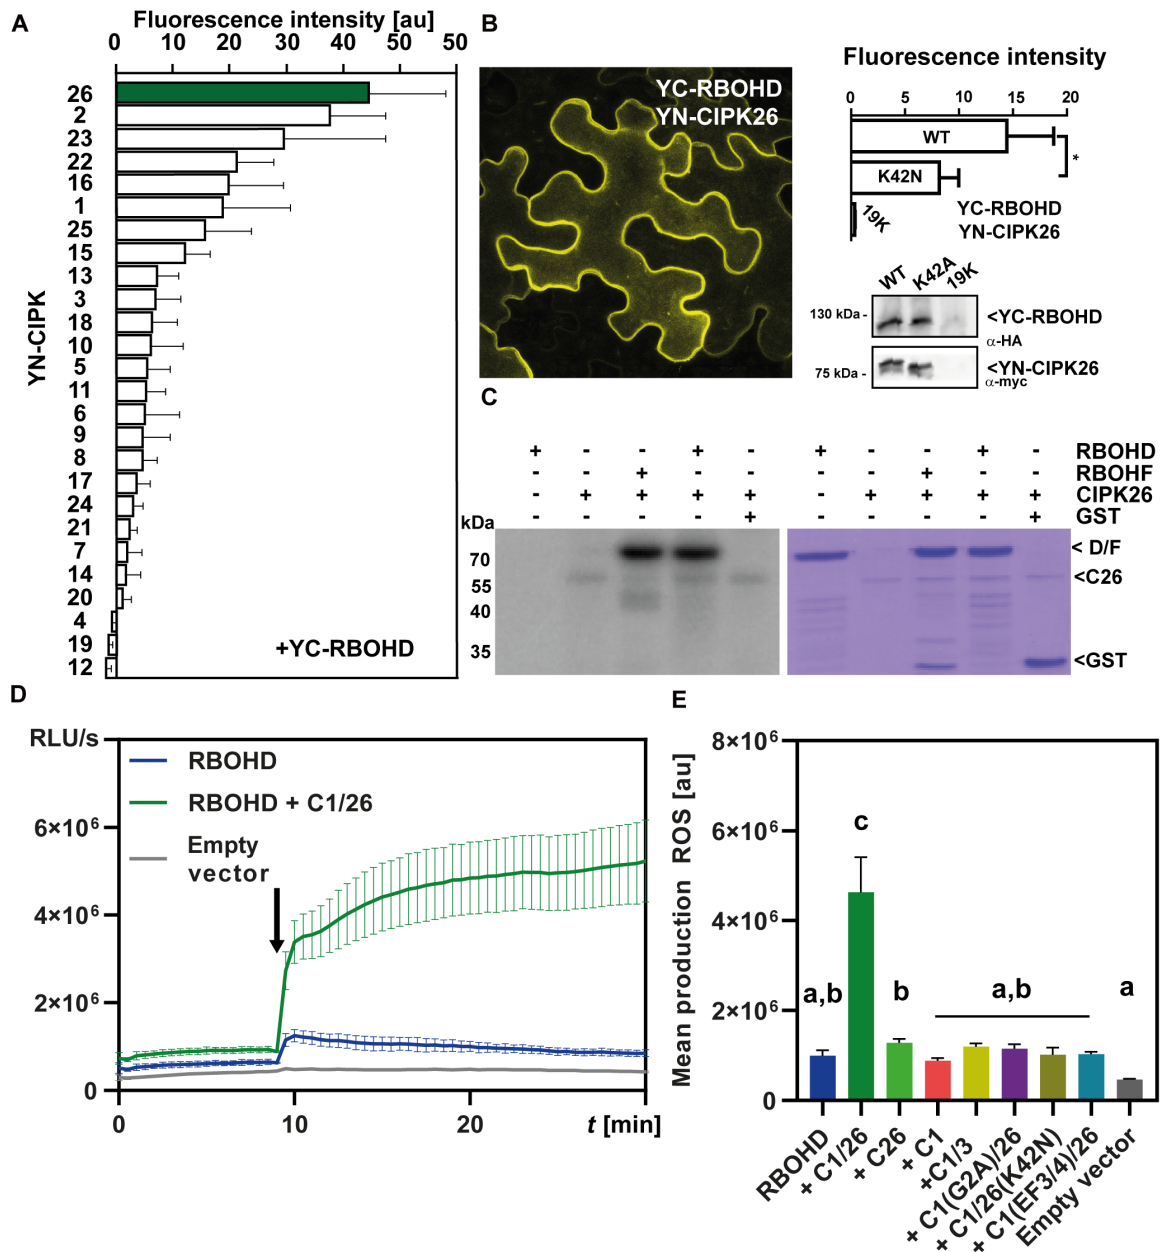 A
Fluorescence intensity [au]
0 10 20 30 40 50 50
YN-CIPK
26
2
23
22
16
1
25
15
13
3
18
10
5
11
6
9
8
17
24
21
7
14
20
4
19
12
+YC-RBOHD
B
YC-RBOHD
YN-CIPK26
Fluorescence intensity
0 5 10 15 20
WT
*
K42N
19K
YC-RBOHD
YN-CIPK26
WT K42A 19K
130 kDa - <YC-RBOHD
α-HA
75 kDa - <YN-CIPK26
α-myc
C
+ - - + - + - - + - RBOHD
- - + - - - - + - - RBOHF
- + + + + - + + + + CIPK26
- - - - + - - - - + GST
kDa
70
55
40
35
< D/F
<C26
<GST
D
RLU/s
6×10⁶
4×10⁶
2×10⁶
0
RBOHD
RBOHD + C1/26
Empty
vector
0 10 20 t [min]
E
Mean production ROS [au]
8×10⁶
6×10⁶
4×10⁶
2×10⁶
0
a,b c b a,b a
RBOHD
+ C1/26
+ C26
+ C1
+C1/3
+ C1(G2A)/26
+ C1/26(K42N)
+ C1(EF3/4)/26
Empty vector